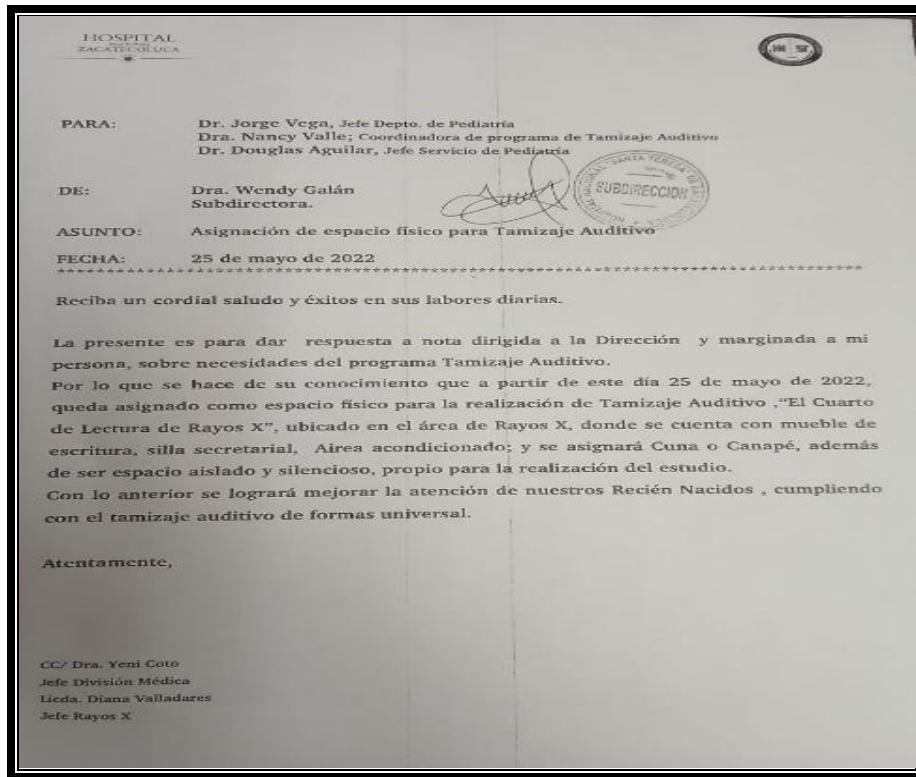 HOSPITAL
ZACATECOLUCA
PARA: Dr. Jorge Vega, Jefe Depto. de Pediatría
Dra. Nancy Valle; Coordinadora de programa de Tamizaje Auditivo
Dr. Douglas Aguilar, Jefe Servicio de Pediatría
DE: Dra. Wendy Galán
Subdirectora.
SUBDIRECCION
ASUNTO: Asignación de espacio físico para Tamizaje Auditivo
FECHA: 25 de mayo de 2022
Reciba un cordial saludo y éxitos en sus labores diarias.
La presente es para dar respuesta a nota dirigida a la Dirección y marginada a mi
persona, sobre necesidades del programa Tamizaje Auditivo.
Por lo que se hace de su conocimiento que a partir de este día 25 de mayo de 2022,
queda asignado como espacio físico para la realización de Tamizaje Auditivo ,"El Cuarto
de Lectura de Rayos X", ubicado en el área de Rayos X, donde se cuenta con mueble de
escritura, silla secretarial, Airea acondicionado; y se asignará Cuna o Canapé, además
de ser espacio aislado y silencioso, propio para la realización del estudio.
Con lo anterior se logrará mejorar la atención de nuestros Recién Nacidos , cumpliendo
con el tamizaje auditivo de formas universal.
Atentamente,
CC/ Dra. Yeni Coto
Jefe División Médica
Licda. Diana Valladares
Jefe Rayos X